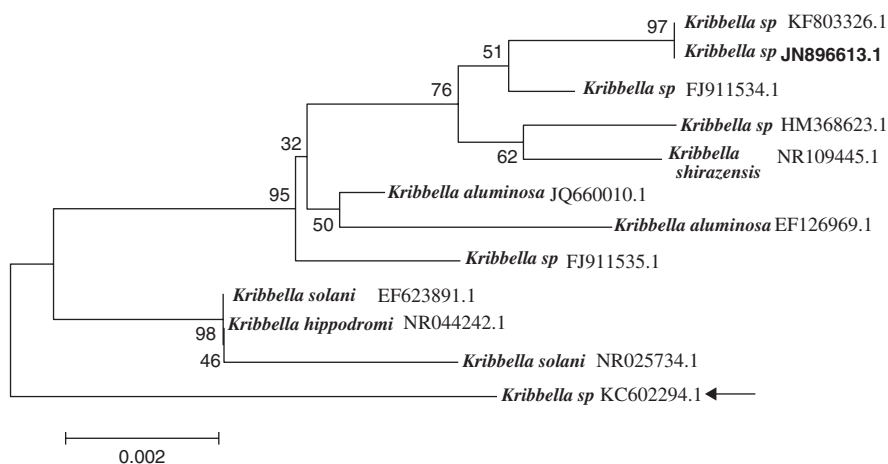 Kribbella sp KF803326.1
97
Kribbella sp JN896613.1
51
Kribbella sp FJ911534.1
76
Kribbella sp HM368623.1
62
Kribbella shirazensis NR109445.1
32
95
Kribbella aluminosa JQ660010.1
50
Kribbella aluminosa EF126969.1
Kribbella sp FJ911535.1
Kribbella solani EF623891.1
Kribbella hippodromi NR044242.1
98
46
Kribbella solani NR025734.1
Kribbella sp KC602294.1
0.002